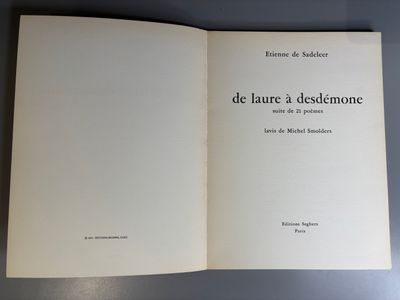 Etienne de Sadeleer
de laure à desdémone
suite de 21 poèmes
lavis de Michel Smolders
Editions Seghers
Paris